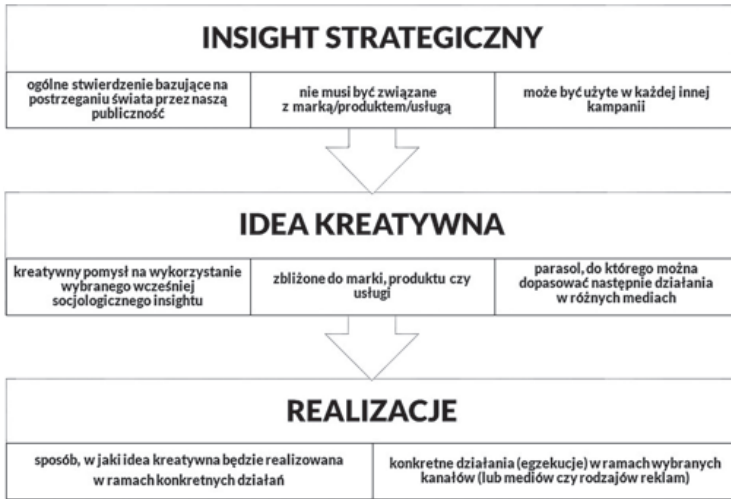 INSIGHT STRATEGICZNY
ogólne stwierdzenie bazujące na
postrzeganiu świata przez naszą
publiczność
nie musi być związane
z marką/produktem/usługą
może być użyte w każdej innej
kampanii
IDEA KREATYWNA
kreatywny pomysł na wykorzystanie
wybranego wcześniej
socjologicznego insightu
zbliżone do marki, produktu czy
usługi
parasol, do którego można
dopasować następnie działania
w różnych mediach
REALIZACJE
sposób, w jaki idea kreatywna będzie realizowana
w ramach konkretnych działań
konkretne działania (egzekucje) w ramach wybranych
kanałów (lub mediów czy rodzajów reklam)